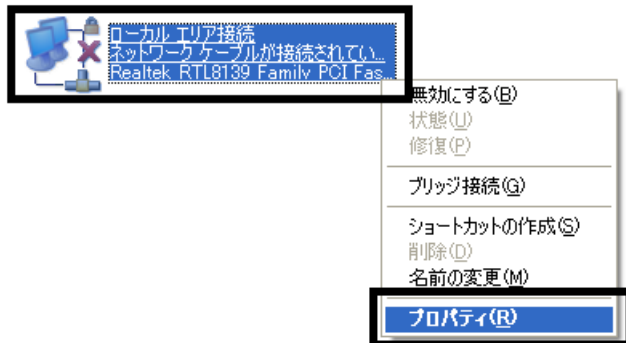 ローカル エリア接続
ネットワーク ケーブルが接続されてい...
Realtek RTL8139 Family PCI Fas...
無効にする(B)
状態(U)
修復(P)
ブリッジ接続(G)
ショートカットの作成(S)
削除(D)
名前の変更(M)
プロパティ(R)